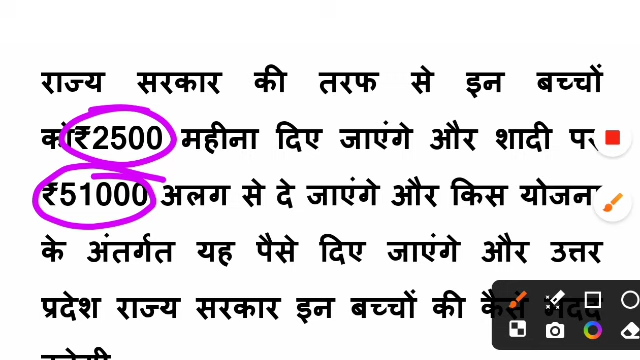 राज्य सरकार की तरफ से इन बच्चों
को₹2500 महीना दिए जाएंगे और शादी पर
₹51000 अलग से दे जाएंगे और किस योजना
के अंतर्गत यह पैसे दिए जाएंगे और उत्तर
प्रदेश राज्य सरकार इन बच्चों की कैसे मदद